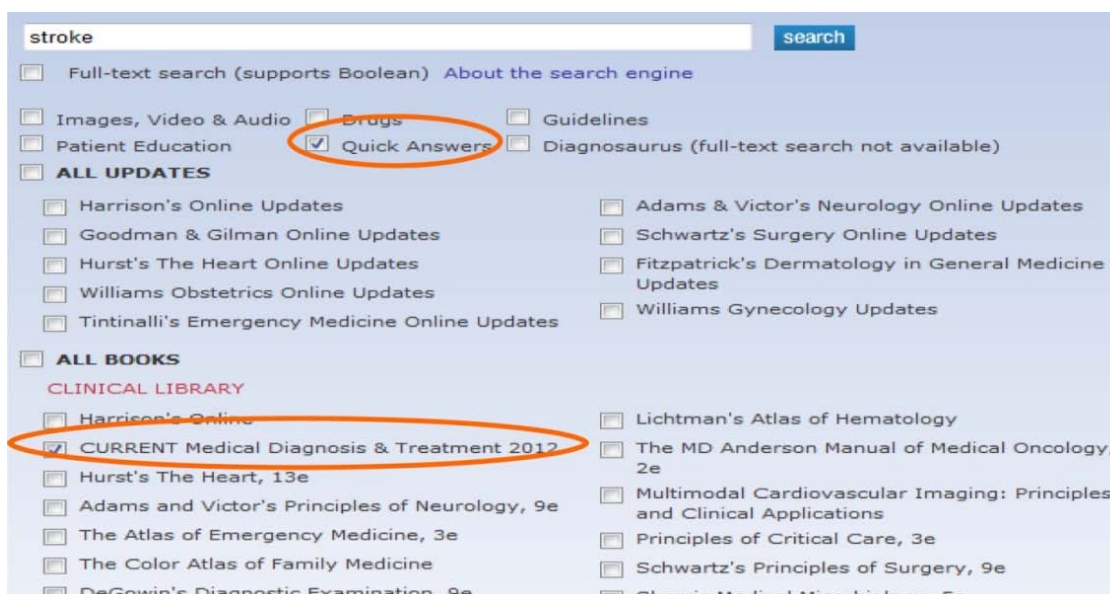 stroke search
Full-text search (supports Boolean) About the search engine
Images, Video & Audio Drugs Guidelines
Patient Education Quick Answers Diagnosaurus (full-text search not available)
ALL UPDATES
Harrison's Online Updates
Goodman & Gilman Online Updates
Hurst's The Heart Online Updates
Williams Obstetrics Online Updates
Tintinalli's Emergency Medicine Online Updates
Adams & Victor's Neurology Online Updates
Schwartz's Surgery Online Updates
Fitzpatrick's Dermatology in General Medicine
Updates
Williams Gynecology Updates
ALL BOOKS
CLINICAL LIBRARY
Harrison's Online
CURRENT Medical Diagnosis & Treatment 2012
Hurst's The Heart, 13e
Adams and Victor's Principles of Neurology, 9e
The Atlas of Emergency Medicine, 3e
The Color Atlas of Family Medicine
DeGowin's Diagnostic Examination, 9e
Lichtman's Atlas of Hematology
The MD Anderson Manual of Medical Oncology,
2e
Multimodal Cardiovascular Imaging: Principles
and Clinical Applications
Principles of Critical Care, 3e
Schwartz's Principles of Surgery, 9e
Medical Microbiology,